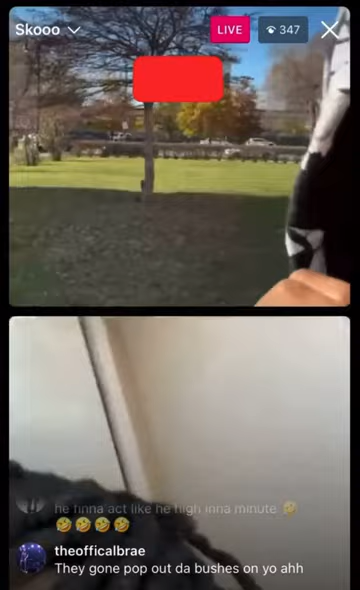 Skooo
LIVE
347
he finna act like he high inna minute 🤣
🤣🤣🤣🤣
theofficalbrae
They gone pop out da bushes on yo ahh